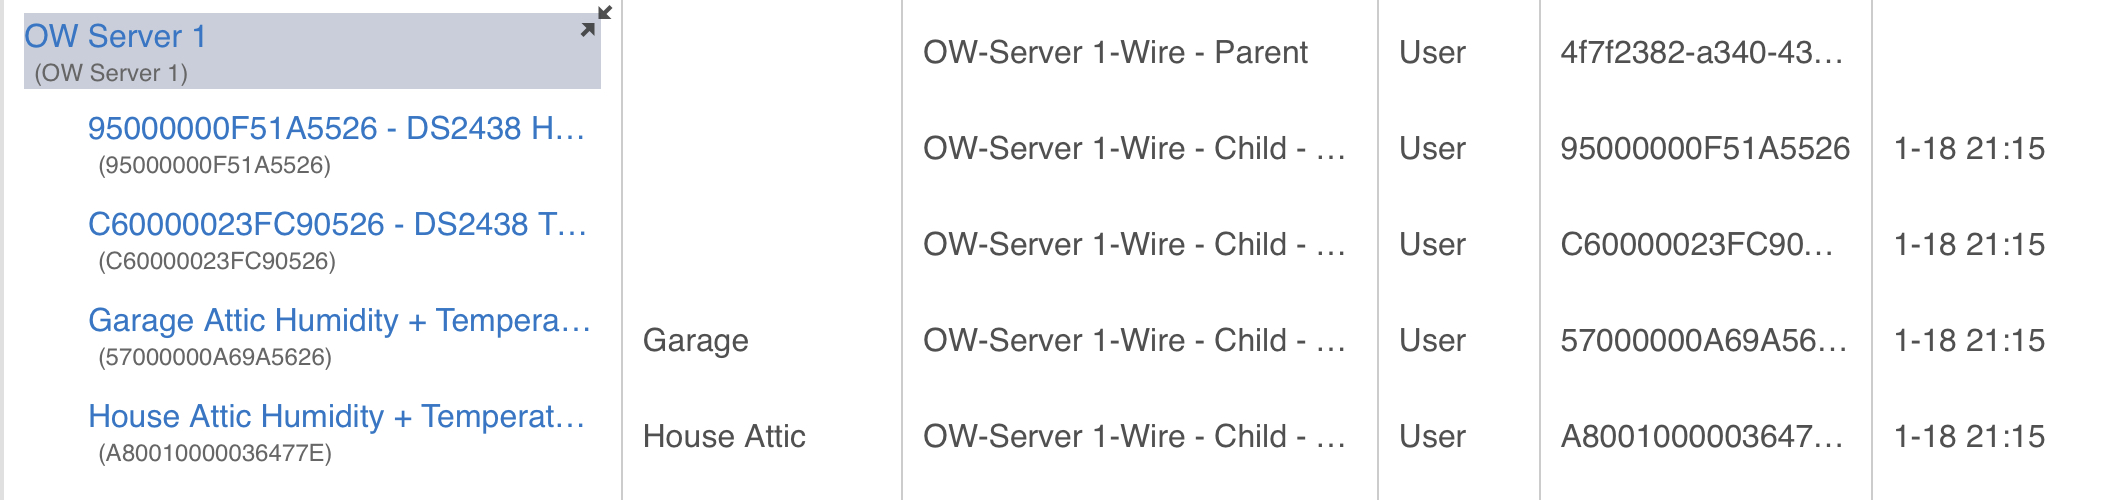 OW Server 1
(OW Server 1)
OW-Server 1-Wire - Parent
User
4f7f2382-a340-43...
95000000F51A5526 - DS2438 H...
(95000000F51A5526)
OW-Server 1-Wire - Child - ...
User
95000000F51A5526
1-18 21:15
C60000023FC90526 - DS2438 T...
(C60000023FC90526)
OW-Server 1-Wire - Child - ...
User
C60000023FC90...
1-18 21:15
Garage Attic Humidity + Tempera...
(57000000A69A5626)
Garage
OW-Server 1-Wire - Child - ...
User
57000000A69A56...
1-18 21:15
House Attic Humidity + Temperat...
(A80010000036477E)
House Attic
OW-Server 1-Wire - Child - ...
User
A8001000003647...
1-18 21:15